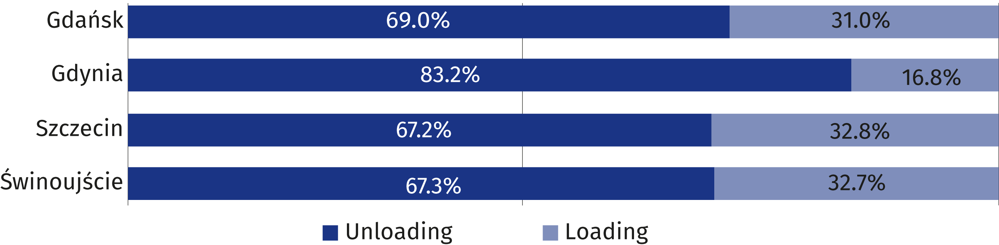 Gdańsk 69.0% 31.0%
Gdynia 83.2% 16.8%
Szczecin 67.2% 32.8%
Świnoujście 67.3% 32.7%
Unloading Loading